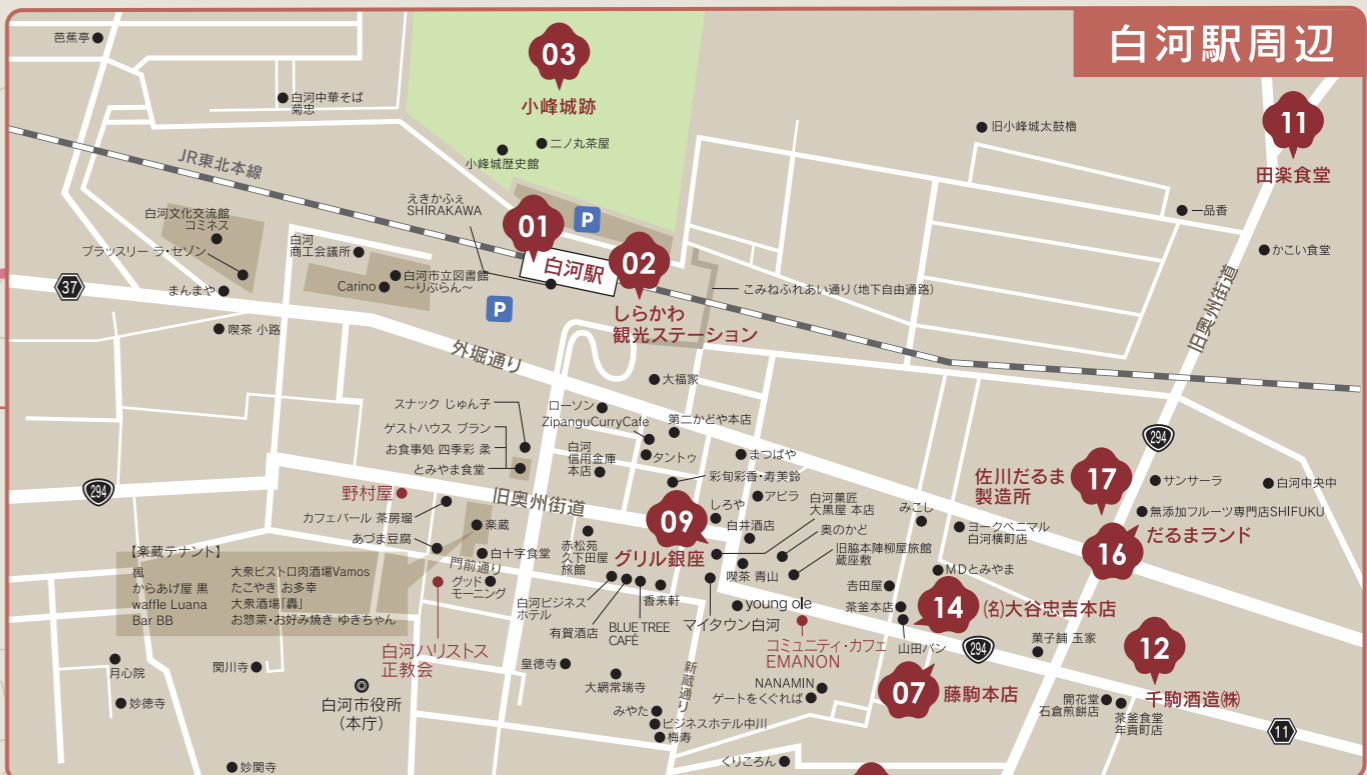 白河駅周辺
芭蕉亭
03
小峰城跡
白河中華そば
菊忠
二ノ丸茶屋
小峰城歴史館
旧小峰城太鼓櫓
11
田楽食堂
JR東北本線
えきかふぇ
SHIRAKAWA
白河文化交流館
コミネス
ブラッスリー ラ・セゾン
まんまや
37
白河
商工会議所
Carino
白河市立図書館
~りぶらん~
01
白河駅
P
02
しらかわ
観光ステーション
P
こみねふれあい通り(地下自由通路)
一品香
かこい食堂
旧奥州街道
喫茶 小路
外堀通り
大福家
スナック じゅん子
ゲストハウス ブラン
お食事処 四季彩 柔
とみやま食堂
ローソン
ZipanguCurryCafe
第二かどや本店
白河
信用金庫
本店
タントゥ
まつばや
彩旬彩香・寿美鈴
アビラ
しろや
白井酒店
白河菓匠
大黒屋 本店
奥のかど
旧脇本陣柳屋旅館
蔵座敷
みこし
ヨークベニマル
白河横町店
佐川だるま
製造所
17
294
サンサーラ
白河中央中
無添加フルーツ専門店SHIFUKU
だるまランド
16
294
野村屋
旧奥州街道
カフェバール 茶房瑠
楽蔵
あづま豆腐
白十字食堂
門前通り
グッド
モーニング
赤松苑
久下田屋
旅館
09
グリル銀座
喫茶 青山
MDとみやま
吉田屋
茶釜本店
山田パン
14
(名)大谷忠吉本店
294
【楽蔵テナント】
楓
からあげ屋 黒
waffle Luana
Bar BB
大衆ビストロ肉酒場Vamos
たこやき お多幸
大衆酒場「轟」
お惣菜・お好み焼き ゆきちゃん
白河ハリストス
正教会
白河ビジネス
ホテル
有賀酒店
BLUE TREE
CAFÉ
香来軒
マイタウン白河
young ole
コミュニティ・カフェ
EMANON
菓子舗 玉家
12
千駒酒造㈱
07
藤駒本店
月心院
妙徳寺
関川寺
白河市役所
(本庁)
皇徳寺
大網常瑞寺
新蔵通り
NANAMIN
ゲートをくぐれば
みやた
ビジネスホテル中川
梅寿
開花堂
石倉煎餅店
茶釜食堂
年貢町店
11
妙関寺
くりころん